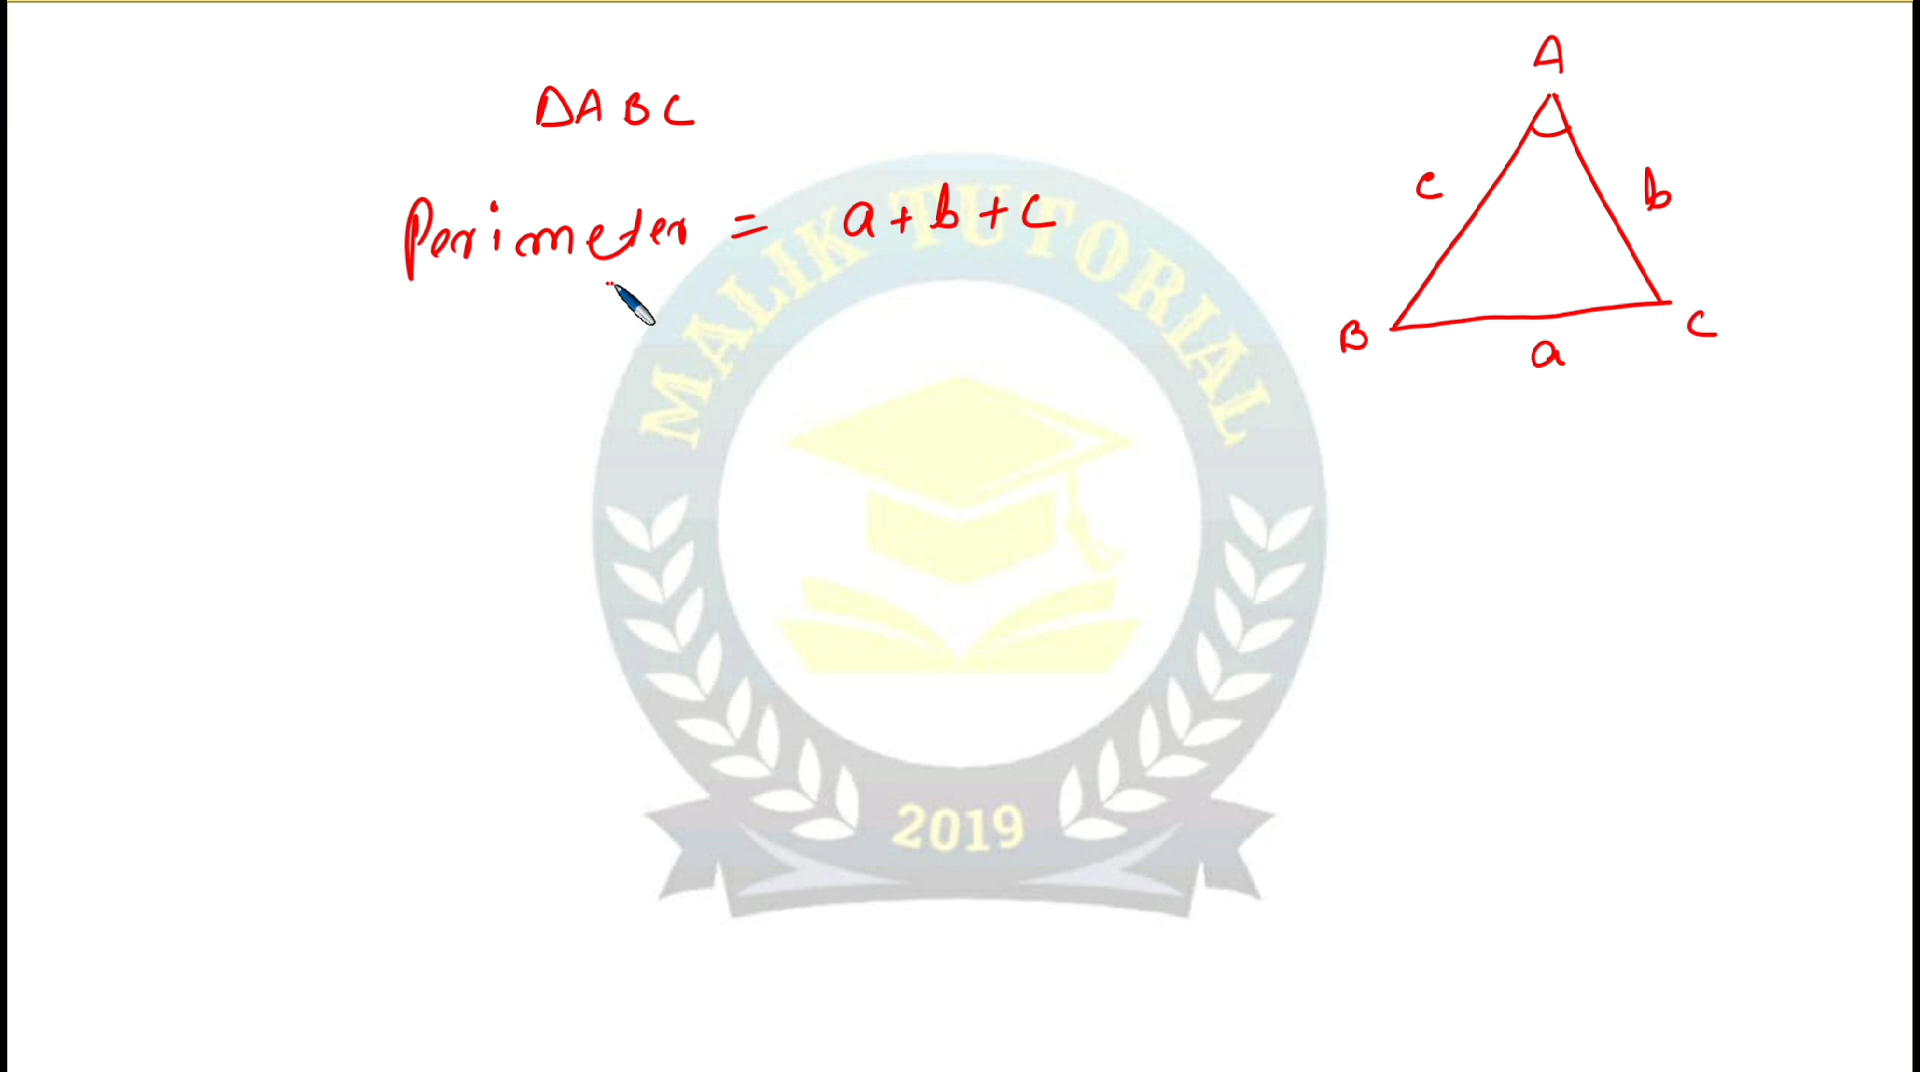 ΔABC
Perimeter = a+b+c
A
c
b
B
a
C
MALIK TUTORIAL
2019